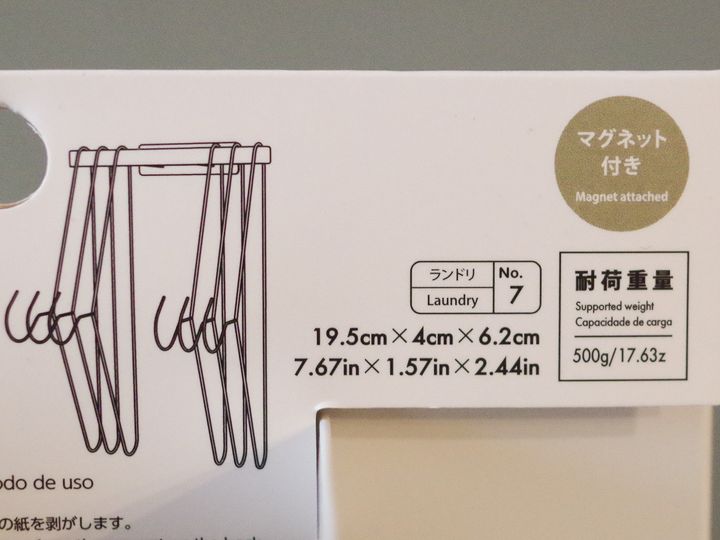 マグネット
付き
Magnet attached
ランドリ
Laundry
No.
7
耐荷重量
Supported weight
Capacidade de carga
500g/17.63z
19.5cm×4cm×6.2cm
7.67in×1.57in×2.44in
odo de uso
の紙を剥がします。